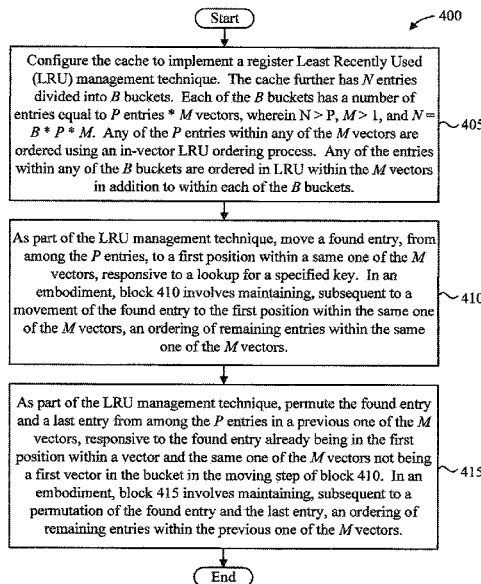 Start
400
Configure the cache to implement a register Least Recently Used
(LRU) management technique. The cache further has N entries
divided into B buckets. Each of the B buckets has a number of
entries equal to P entries * M vectors, wherein N > P, M > 1, and N =
B * P * M. Any of the P entries within any of the M vectors are
ordered using an in-vector LRU ordering process. Any of the entries
within any of the B buckets are ordered in LRU within the M vectors
in addition to within each of the B buckets.
405
As part of the LRU management technique, move a found entry, from
among the P entries, to a first position within a same one of the M
vectors, responsive to a lookup for a specified key. In an
embodiment, block 410 involves maintaining, subsequent to a
movement of the found entry to the first position within the same one
of the M vectors, an ordering of remaining entries within the same
one of the M vectors.
410
As part of the LRU management technique, permute the found entry
and a last entry from among the P entries in a previous one of the M
vectors, responsive to the found entry already being in the first
position within a vector and the same one of the M vectors not being
a first vector in the bucket in the moving step of block 410. In an
embodiment, block 415 involves maintaining, subsequent to a
permutation of the found entry and the last entry, an ordering of
remaining entries within the previous one of the M vectors.
415
End